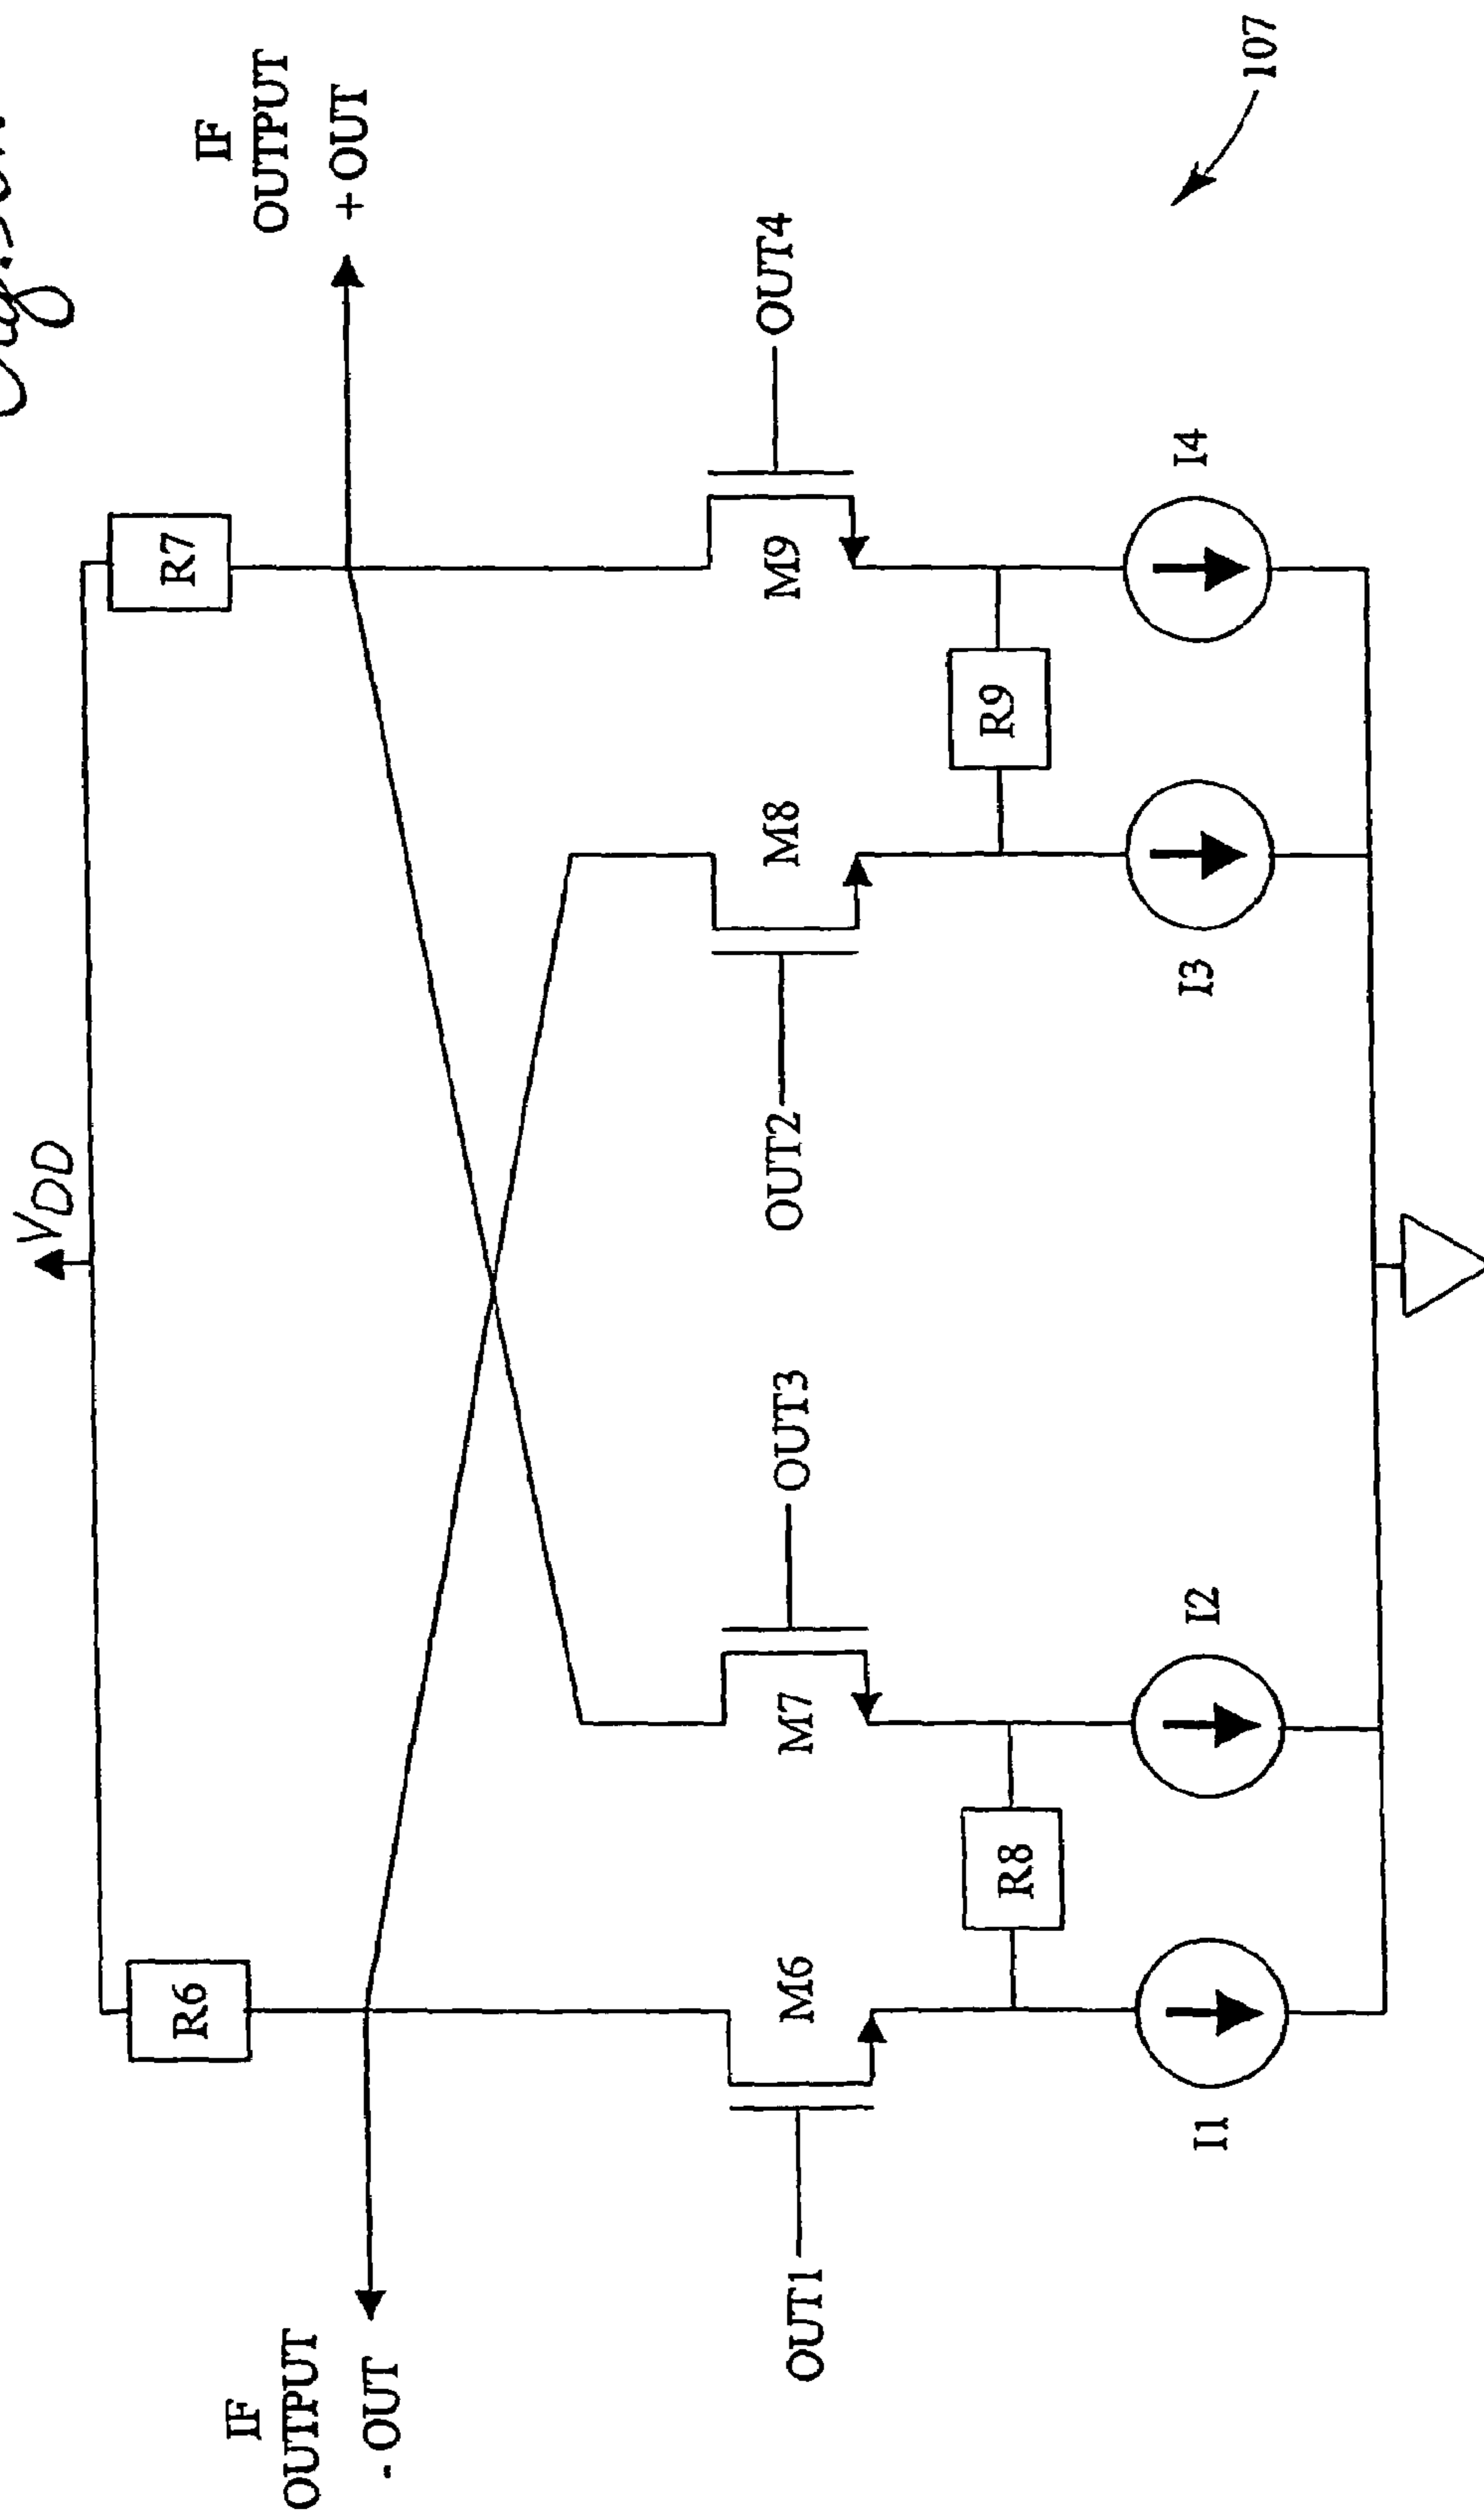 VDD
R6
R7
IF
OUTPUT
- OUT
IF
OUTPUT
+ OUT
OUT1
M6
M7
OUT3
OUT2
M8
M9
OUT4
R8
R9
I1
I2
I3
I4
107